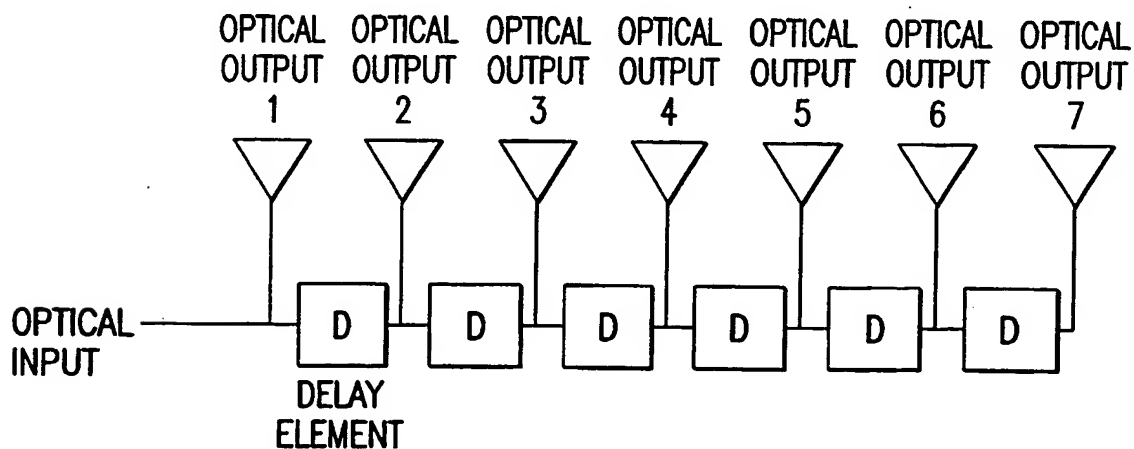 OPTICAL OPTICAL OPTICAL OPTICAL OPTICAL OPTICAL OPTICAL
OUTPUT OUTPUT OUTPUT OUTPUT OUTPUT OUTPUT OUTPUT
1 2 3 4 5 6 7
OPTICAL
INPUT
D D D D D D
DELAY
ELEMENT